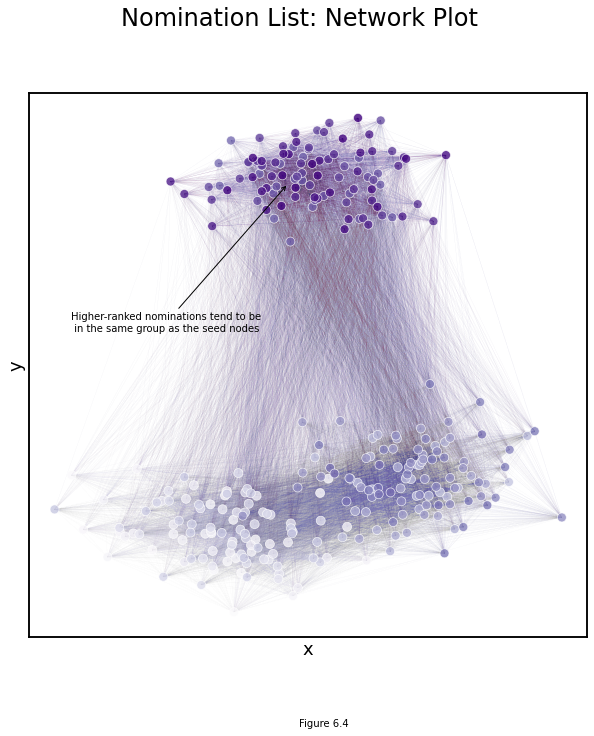 Nomination List: Network Plot
Higher-ranked nominations tend to be
in the same group as the seed nodes
y
x
Figure 6.4